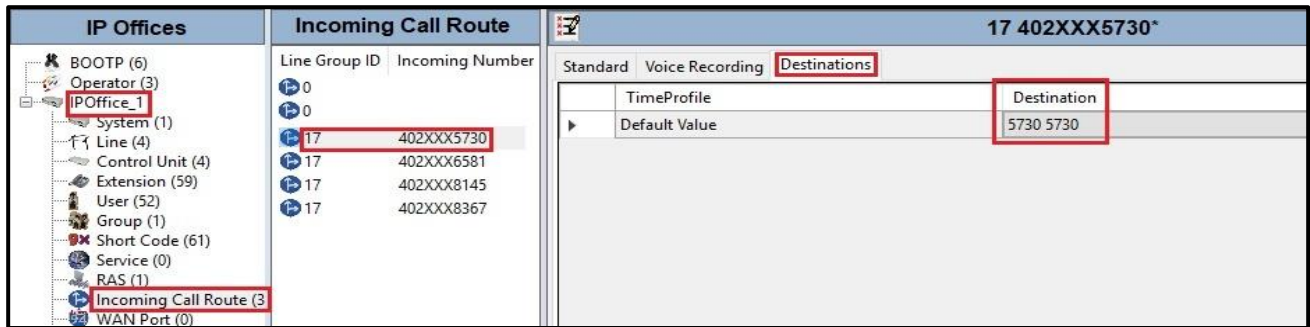 IP Offices
BOOTP (6)
Operator (3)
IPOffice_1
System (1)
Line (4)
Control Unit (4)
Extension (59)
User (52)
Group (1)
Short Code (61)
Service (0)
RAS (1)
Incoming Call Route (3
WAN Port (0)
Incoming Call Route
Line Group ID Incoming Number
0
0
17 402XXX5730
17 402XXX6581
17 402XXX8145
17 402XXX8367
17 402XXX5730*
Standard Voice Recording Destinations
TimeProfile Destination
Default Value 5730 5730